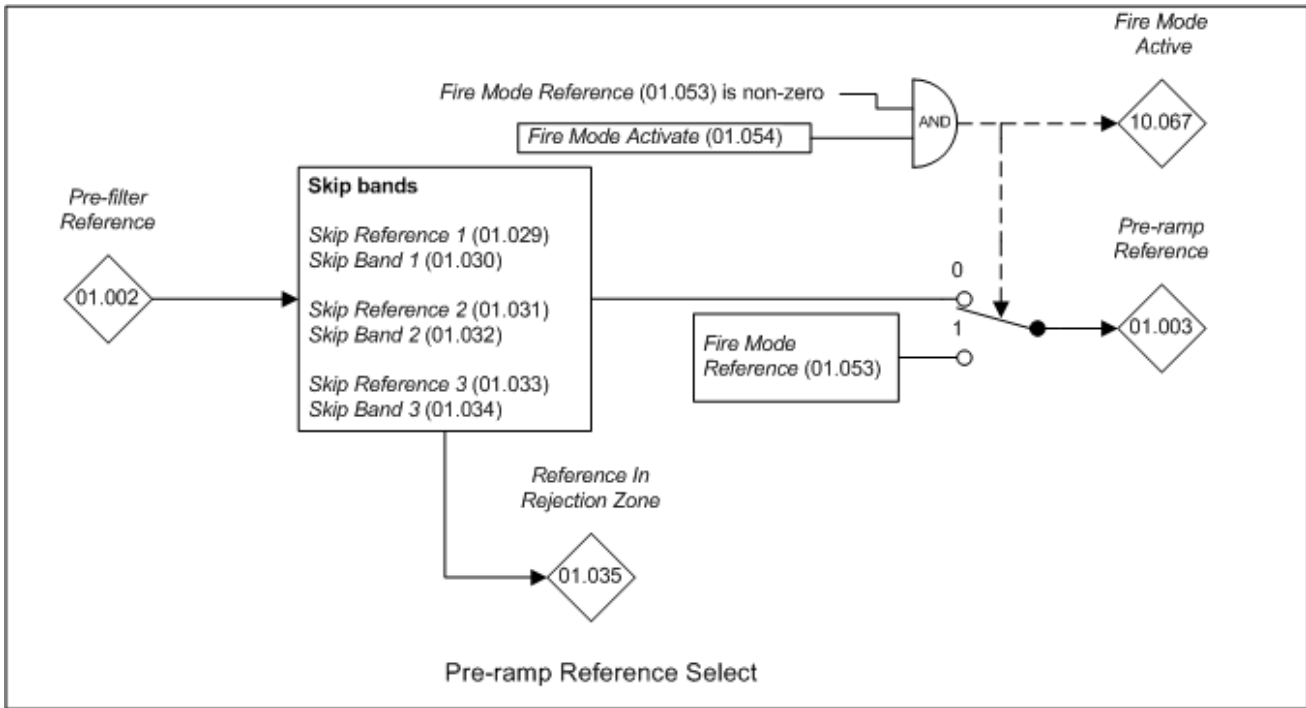 Fire Mode
Active
Fire Mode Reference (01.053) is non-zero
AND
10.067
Fire Mode Activate (01.054)
Pre-filter
Reference
01.002
Skip bands
Skip Reference 1 (01.029)
Skip Band 1 (01.030)
Skip Reference 2 (01.031)
Skip Band 2 (01.032)
Skip Reference 3 (01.033)
Skip Band 3 (01.034)
Pre-ramp
Reference
0
1
01.003
Fire Mode
Reference (01.053)
Reference In
Rejection Zone
01.035
Pre-ramp Reference Select